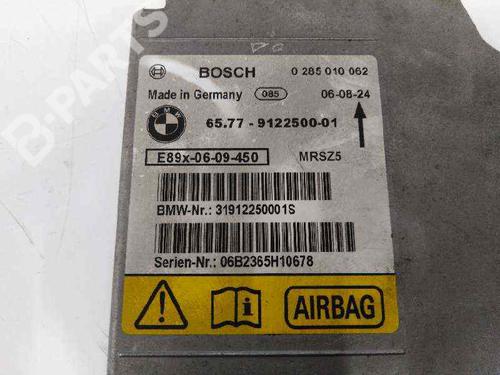 B-PARTS
BOSCH 0 285 010 062
Made in Germany 085 06-08-24
BMW 65.77 - 9122500-01
E89x-06-09-450 MRSZ5
BMW-Nr.: 31912250001S
Serien-Nr.: 06B2365H10678
AIRBAG